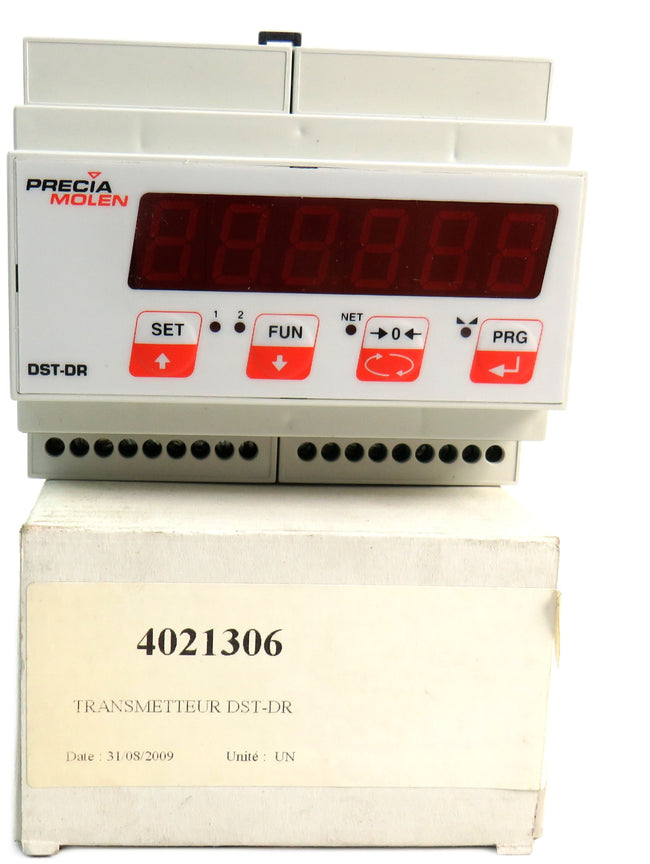 PRECIA
MOLEN
SET
1
2
FUN
NET
→0←
PRG
DST-DR
4021306
TRANSMETTEUR DST-DR
Date : 31/08/2009 Unité : UN